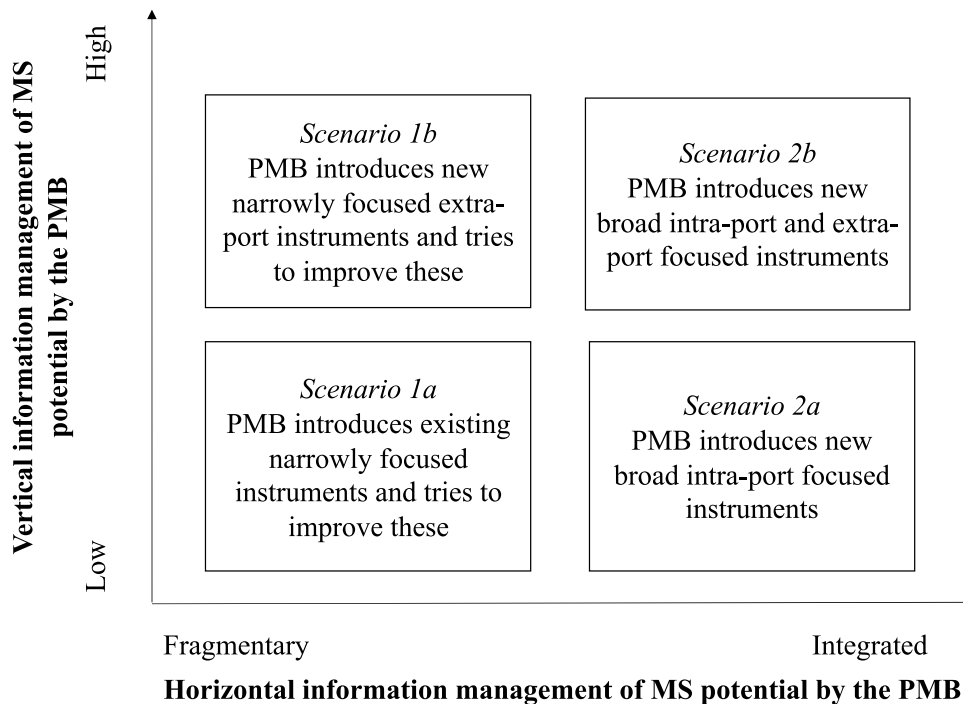 Vertical information management of MS
potential by the PMB
High
Low
Scenario 1b
PMB introduces new
narrowly focused extra-
port instruments and tries
to improve these
Scenario 2b
PMB introduces new
broad intra-port and extra-
port focused instruments
Scenario 1a
PMB introduces existing
narrowly focused
instruments and tries to
improve these
Scenario 2a
PMB introduces new
broad intra-port focused
instruments
Fragmentary
Integrated
Horizontal information management of MS potential by the PMB